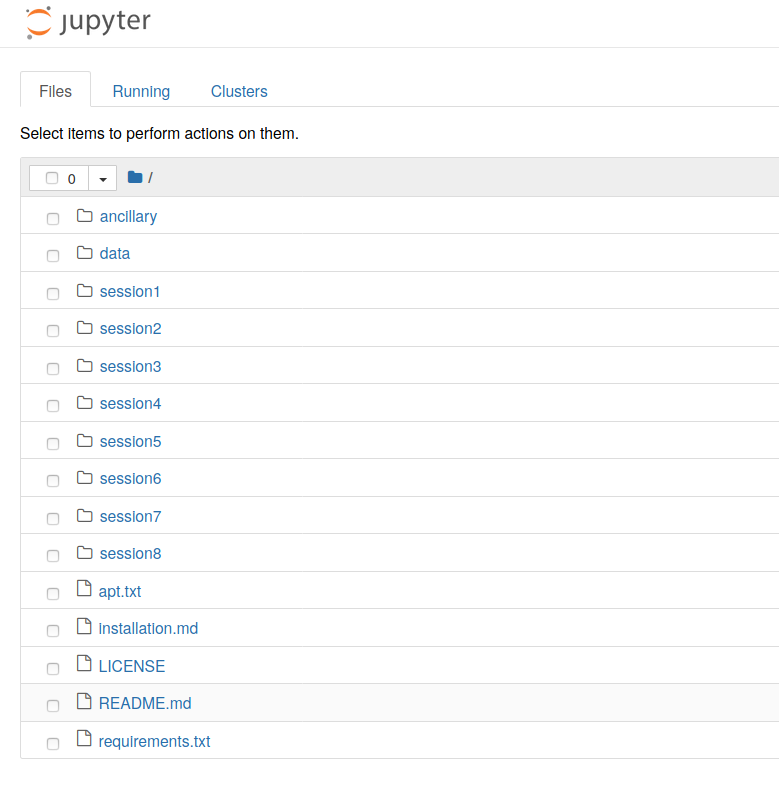 jupyter
Files Running Clusters
Select items to perform actions on them.
0 /
ancillary
data
session1
session2
session3
session4
session5
session6
session7
session8
apt.txt
installation.md
LICENSE
README.md
requirements.txt